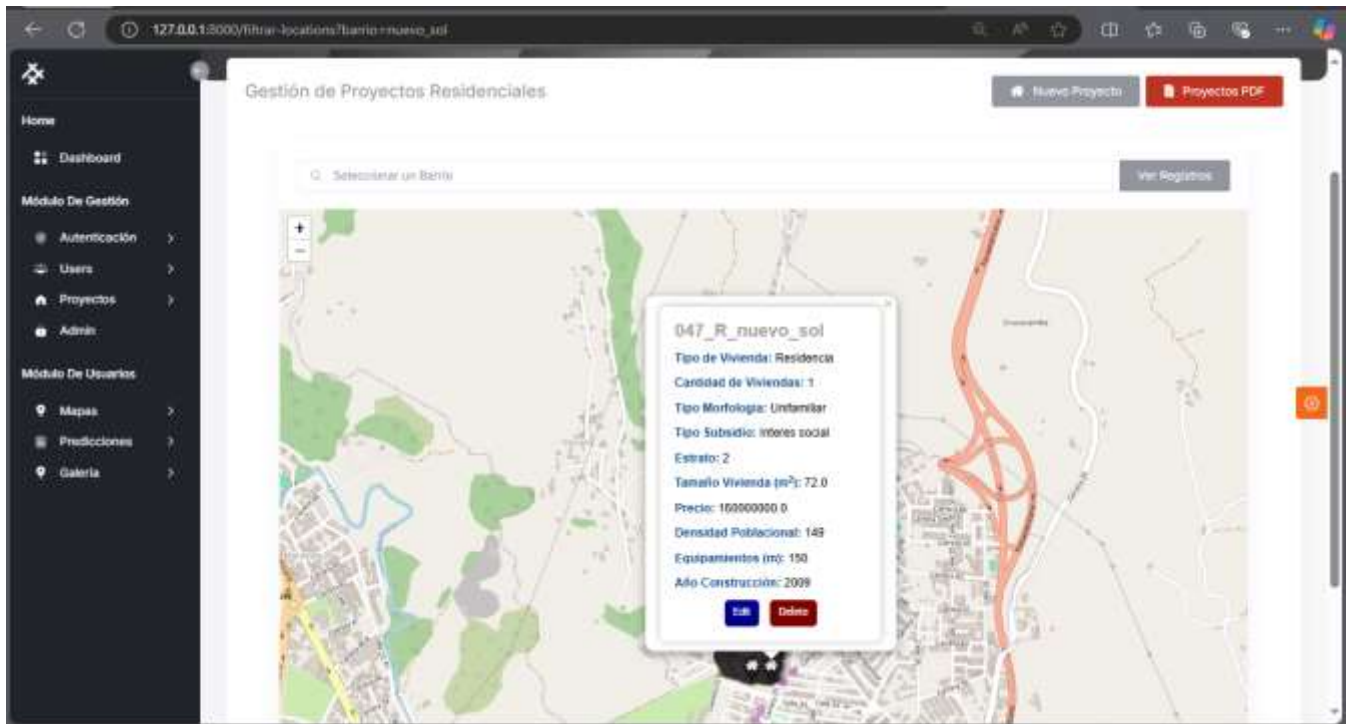 127.0.0.1:8000/filtrar-locations?barrio=nuevo_sol
Home
Dashboard
Módulo De Gestión
Autenticación
Users
Proyectos
Admin
Módulo De Usuarios
Mapas
Predicciones
Galeria
Gestión de Proyectos Residenciales
Nuevo Proyecto
Proyectos PDF
Seleccionar un Barrio
Ver Registros
+
−
047_R_nuevo_sol
Tipo de Vivienda: Residencia
Cantidad de Viviendas: 1
Tipo Morfología: Unifamiliar
Tipo Subsidio: Interes social
Estrato: 2
Tamaño Vivienda (m²): 72.0
Precio: 160000000.0
Densidad Poblacional: 149
Equipamientos (m): 150
Año Construcción: 2009
Edit
Delete